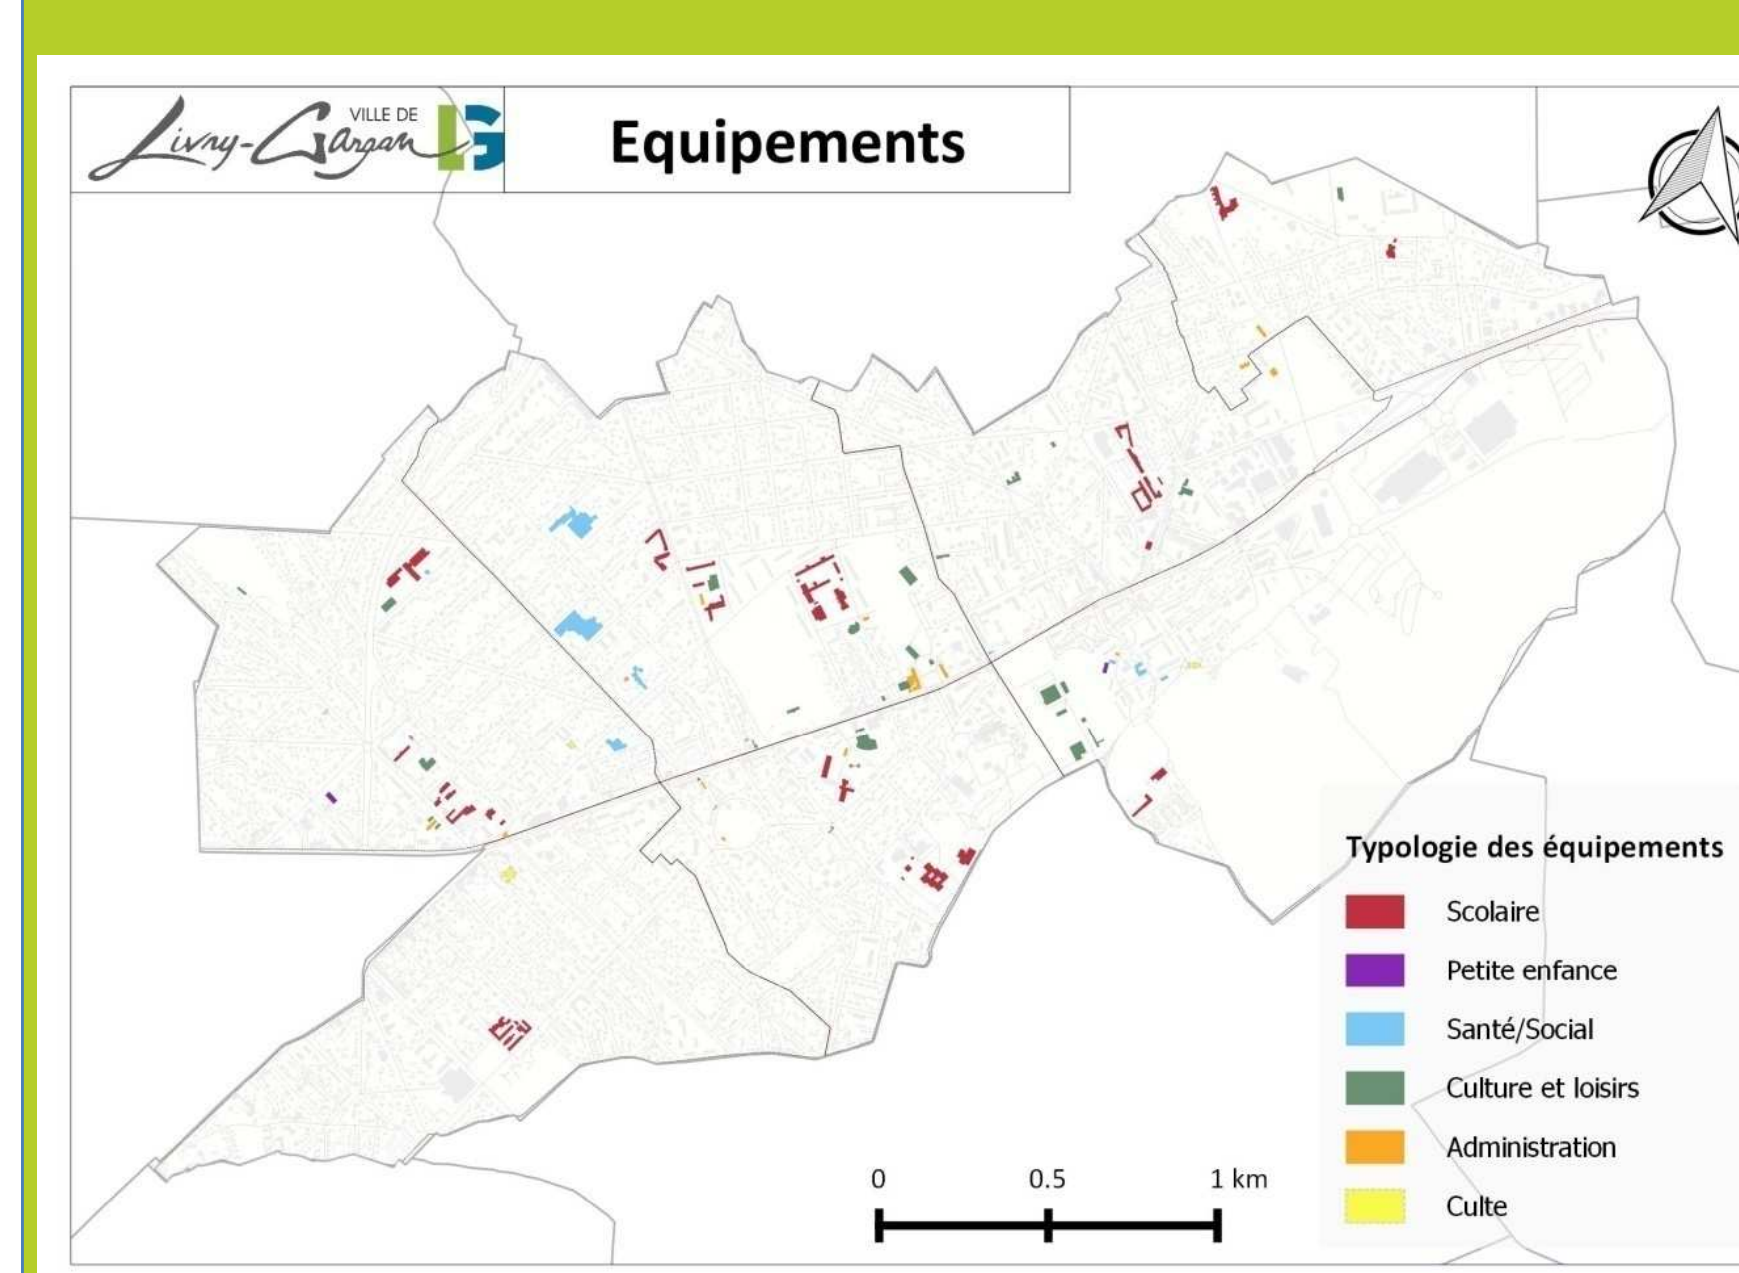 VILLE DE
Livry-Gargan
LG
Equipements
Typologie des équipements
Scolaire
Petite enfance
Santé/Social
Culture et loisirs
Administration
Culte
0 0.5 1 km